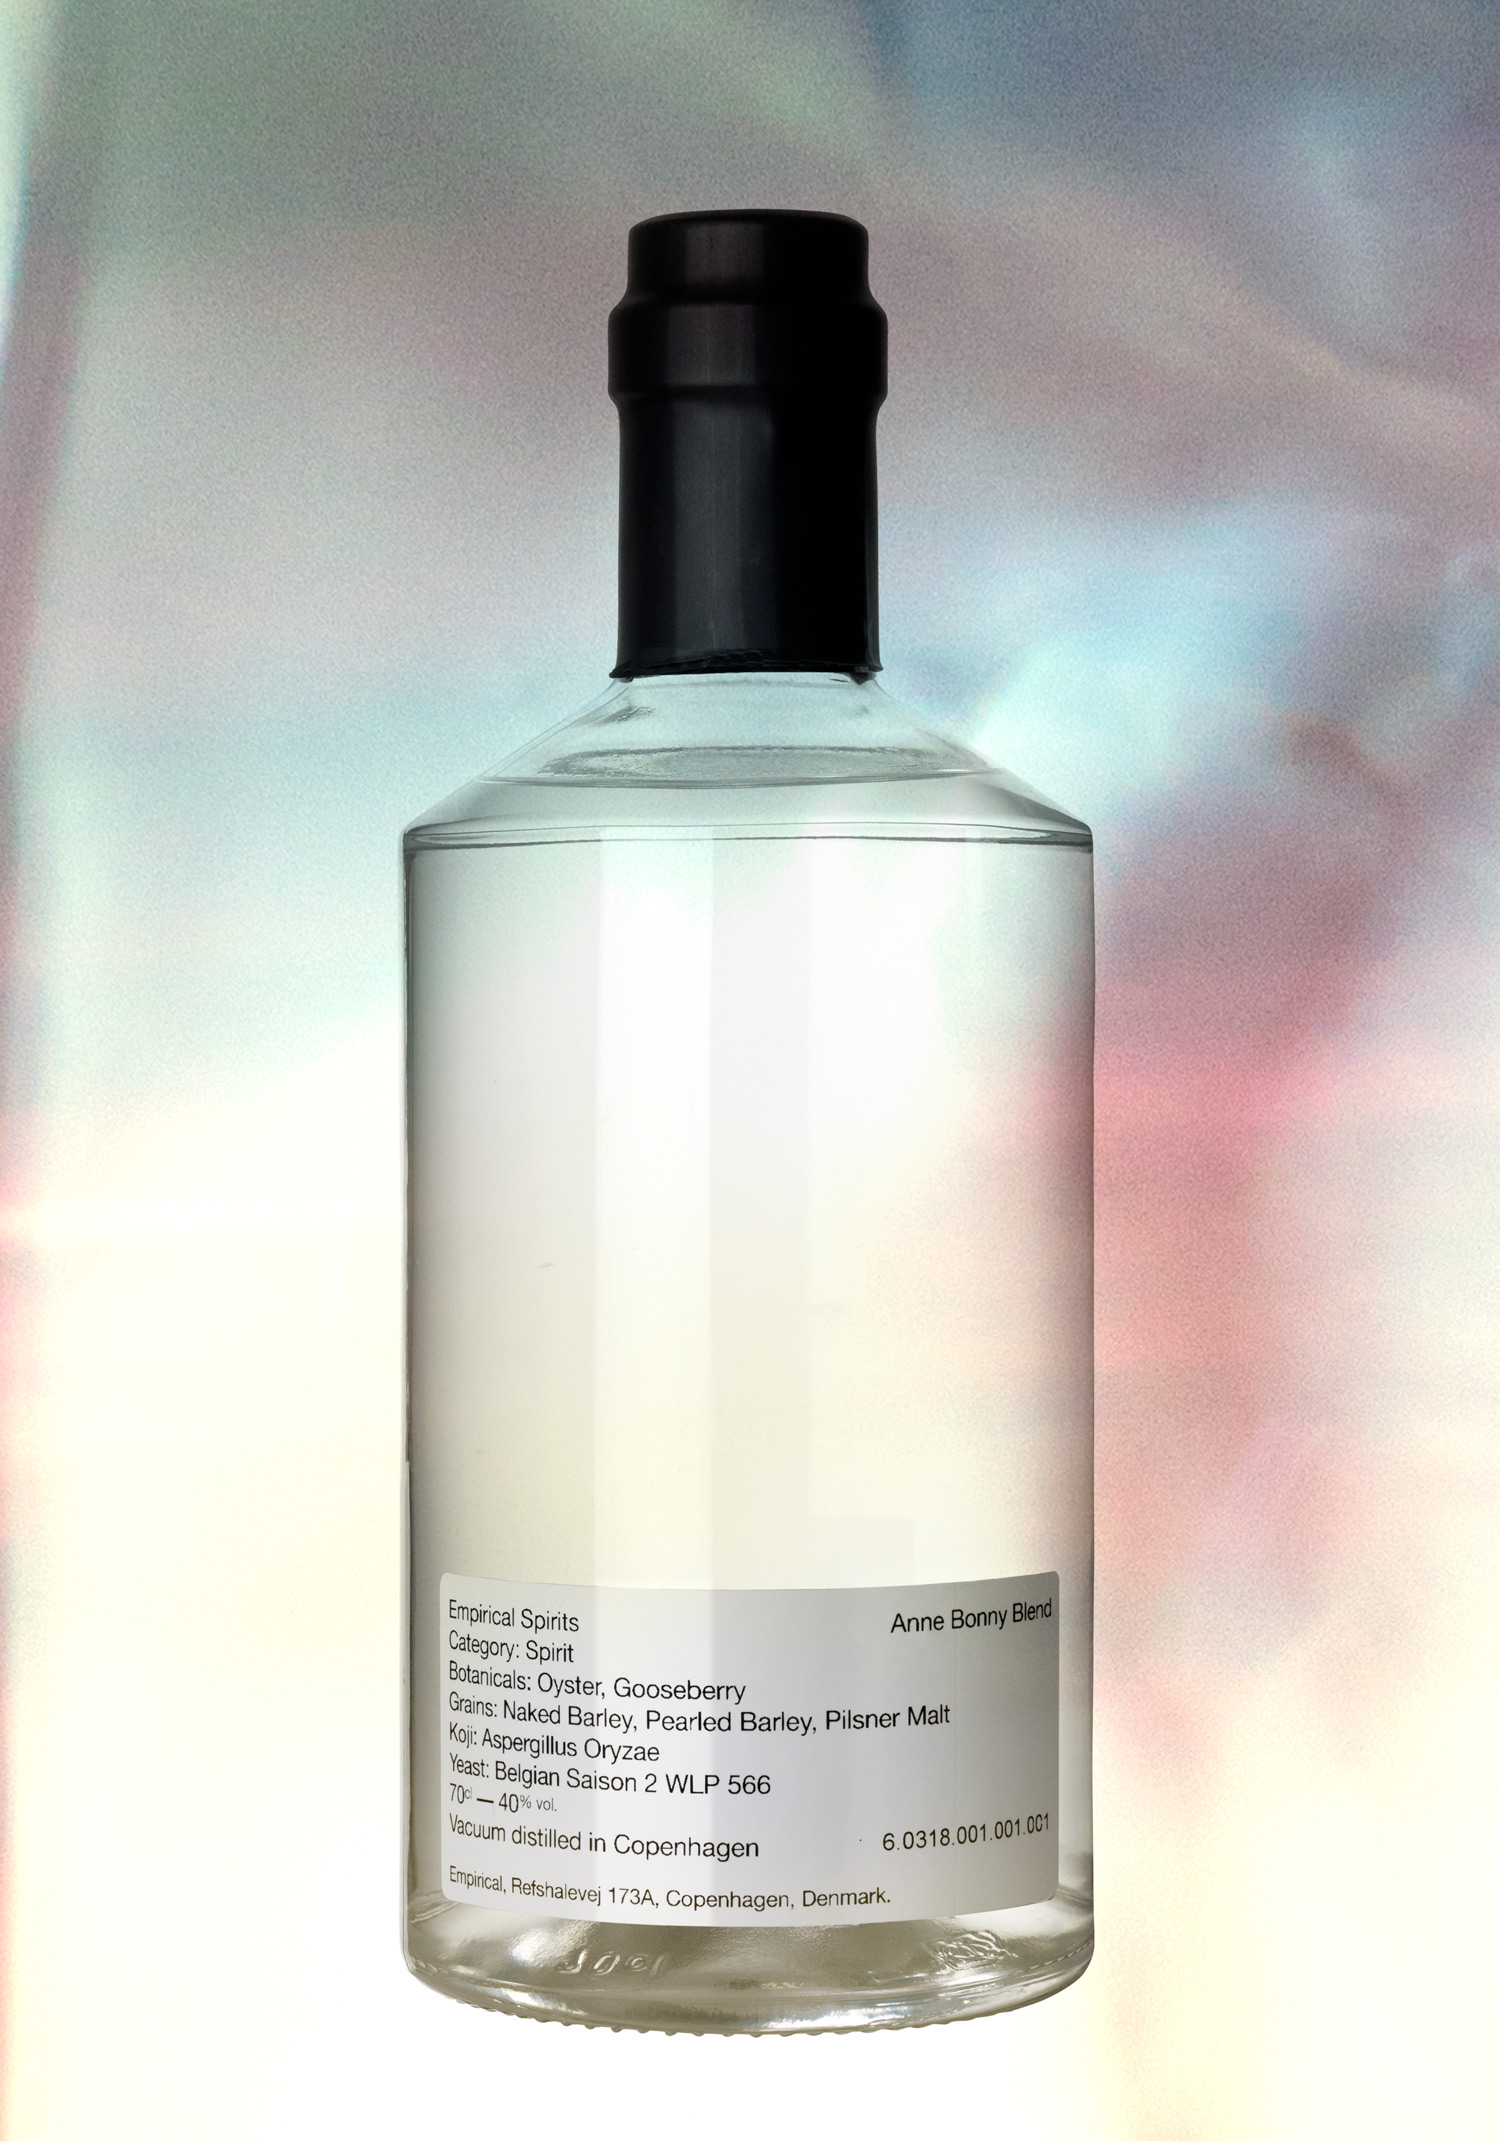 Empirical Spirits
Anne Bonny Blend
Category: Spirit
Botanicals: Oyster, Gooseberry
Grains: Naked Barley, Pearled Barley, Pilsner Malt
Koji: Aspergillus Oryzae
Yeast: Belgian Saison 2 WLP 566
70cl — 40% vol.
Vacuum distilled in Copenhagen
6.0318.001.001.001
Empirical, Refshalevej 173A, Copenhagen, Denmark.